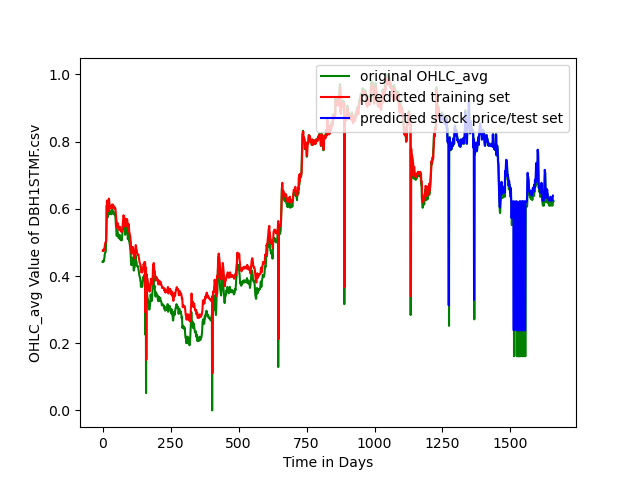 original OHLC_avg
predicted training set
predicted stock price/test set
1.0
0.8
0.6
0.4
0.2
0.0
OHLC_avg Value of DBH1STMF.csv
0 250 500 750 1000 1250 1500
Time in Days